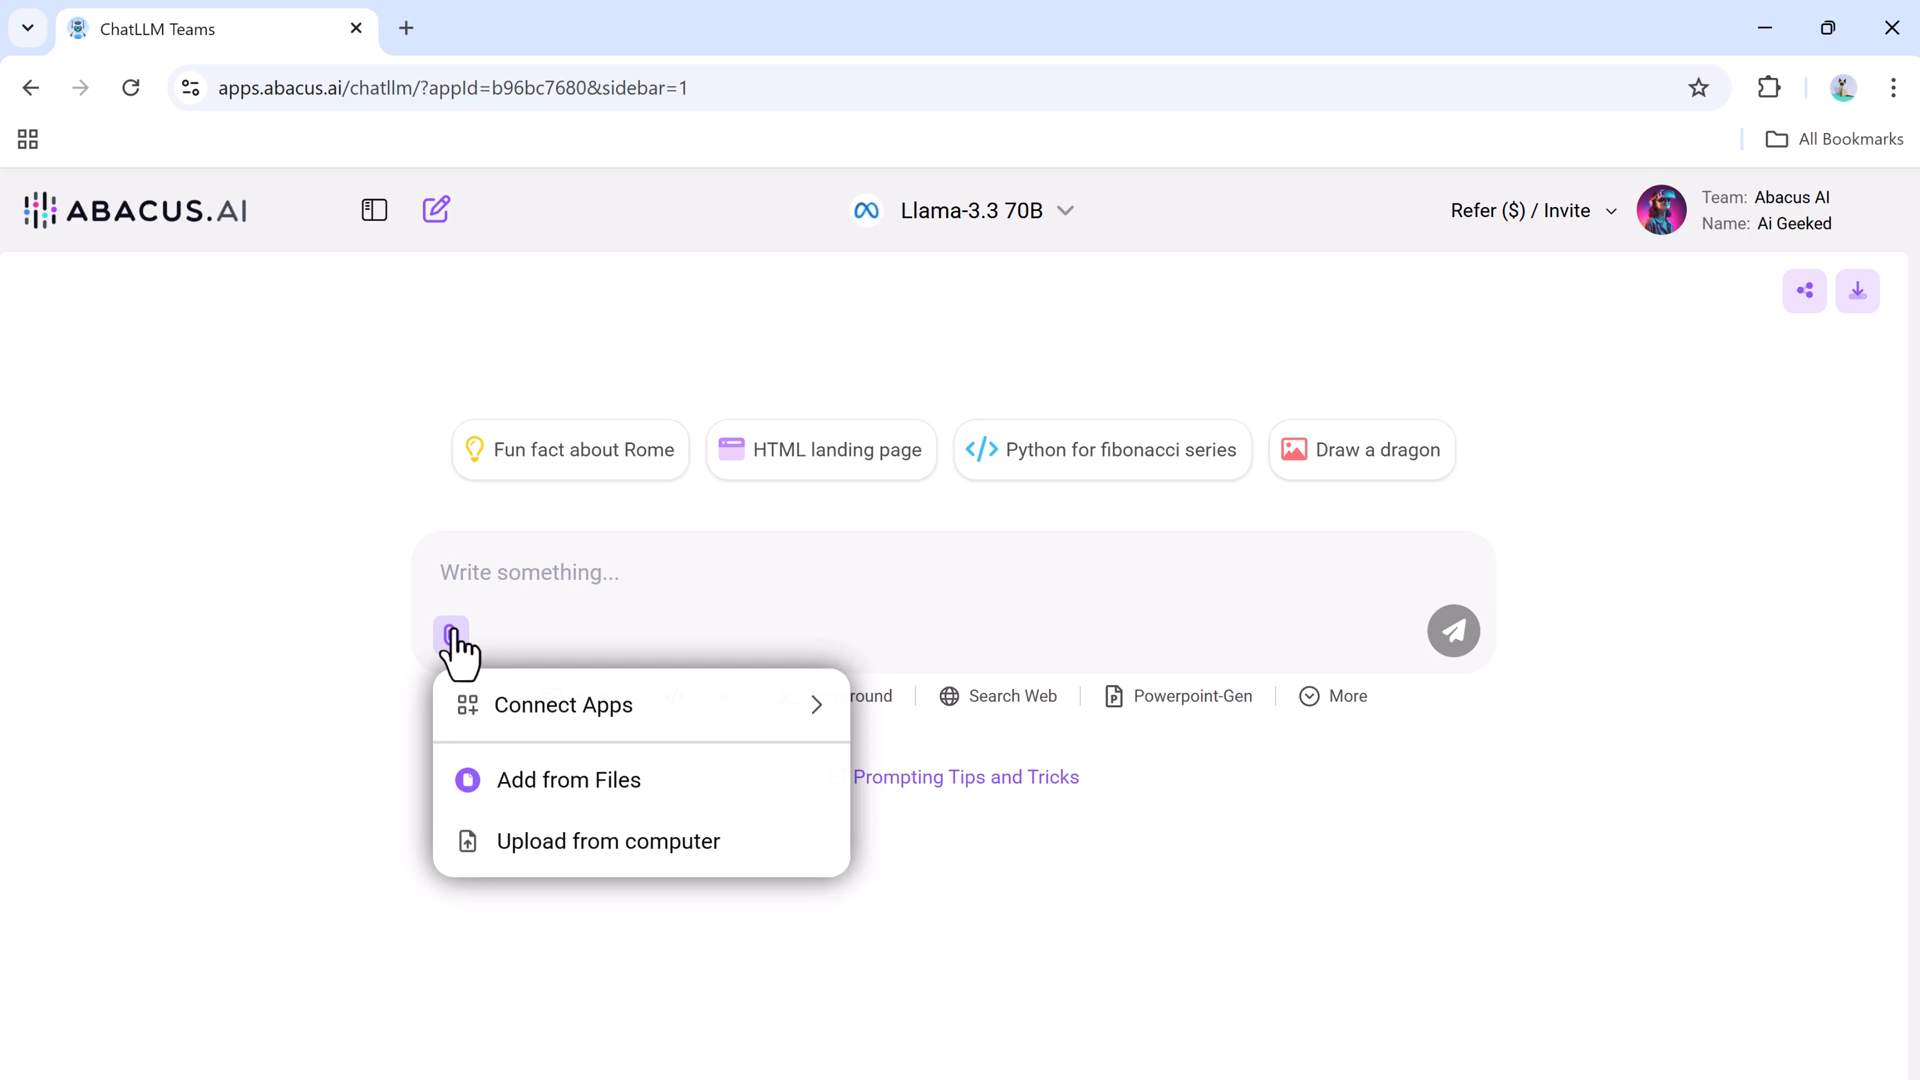 ChatLLM Teams
apps.abacus.ai/chatllm/?appId=b96bc7680&sidebar=1
All Bookmarks
ABACUS.AI
Llama-3.3 70B
Refer ($) / Invite
Team: Abacus AI
Name: Ai Geeked
Fun fact about Rome
HTML landing page
Python for fibonacci series
Draw a dragon
Write something...
Connect Apps
round
Search Web
Powerpoint-Gen
More
Add from Files
Prompting Tips and Tricks
Upload from computer